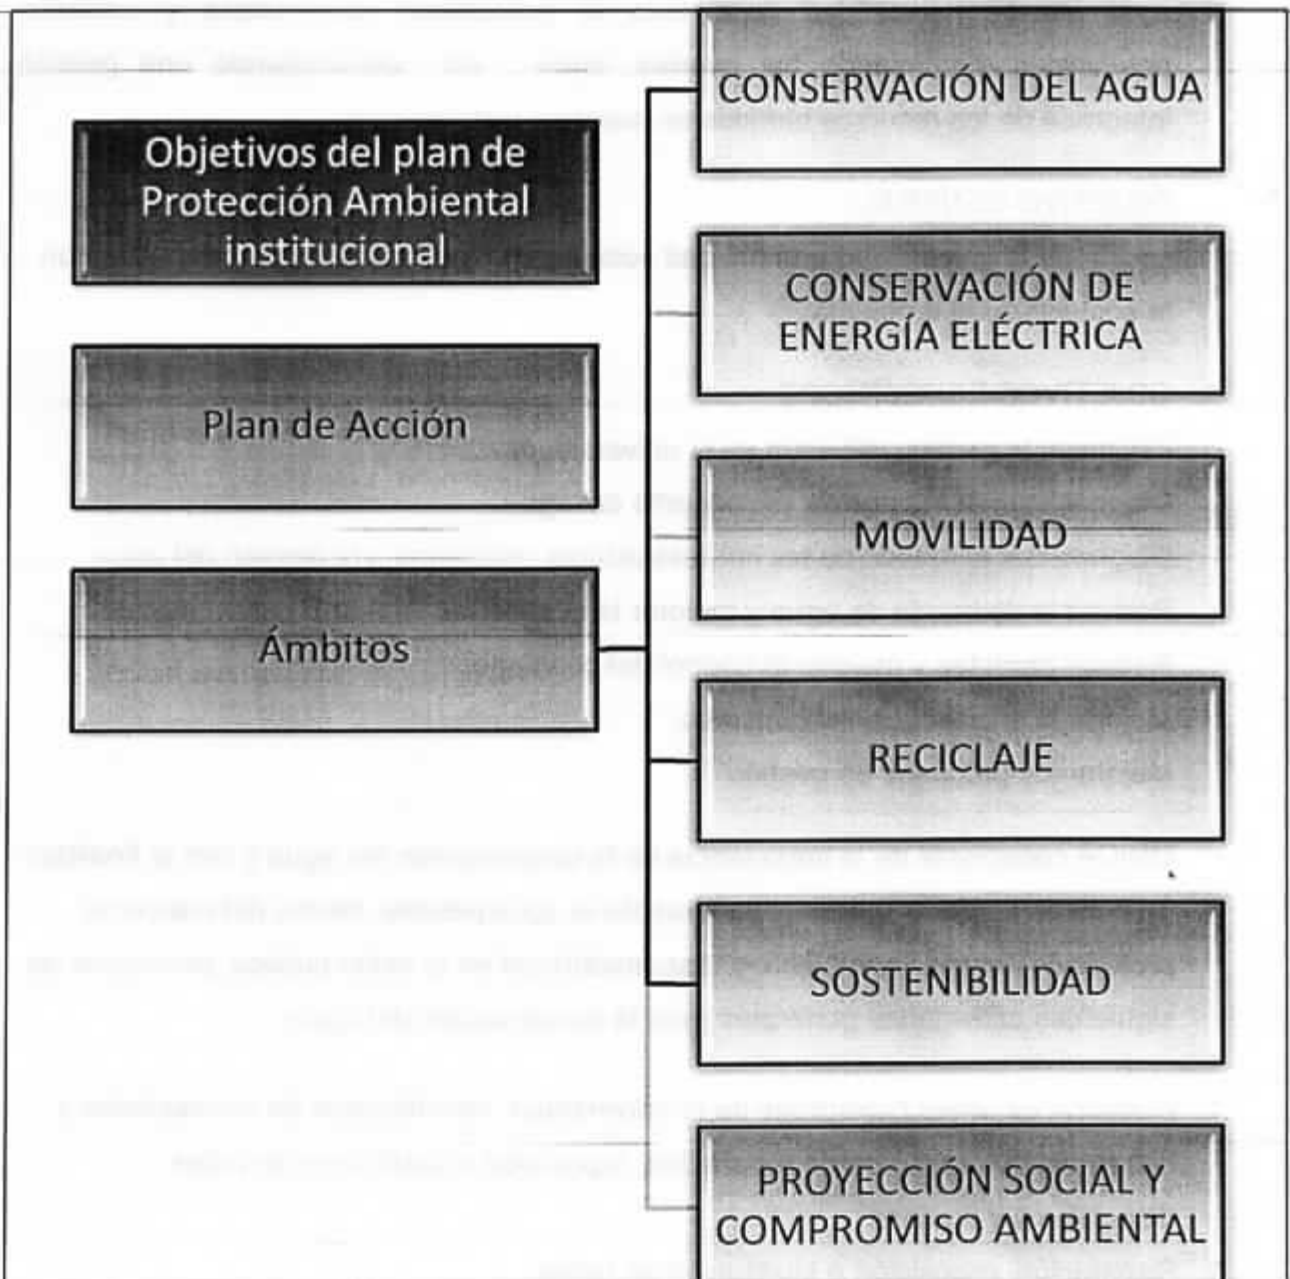 Objetivos del plan de
Protección Ambiental
institucional
Plan de Acción
Ámbitos
CONSERVACIÓN DEL AGUA
CONSERVACIÓN DE
ENERGÍA ELÉCTRICA
MOVILIDAD
RECICLAJE
SOSTENIBILIDAD
PROYECCIÓN SOCIAL Y
COMPROMISO AMBIENTAL